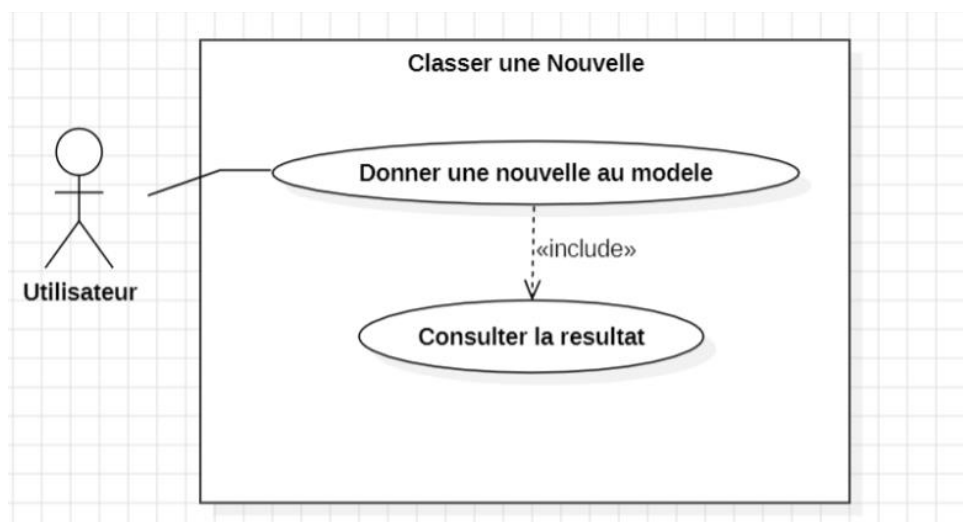 Classer une Nouvelle
Donner une nouvelle au modele
«include»
Utilisateur
Consulter la resultat